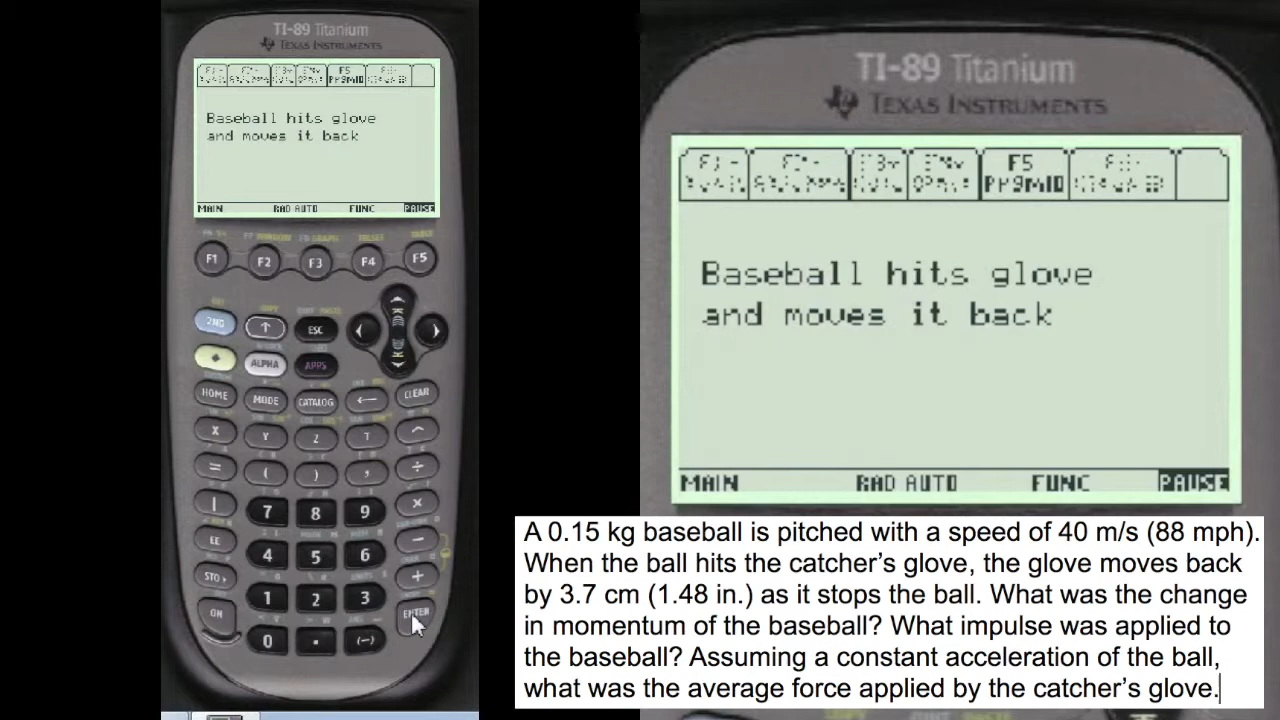 TI-89 Titanium
TEXAS INSTRUMENTS
F5
PrgmIO
Baseball hits glove
and moves it back
MAIN RAD AUTO FUNC PAUSE
F1 F2 F3 F4 F5
2ND ↑ ESC
ALPHA APPS
HOME MODE CATALOG ← CLEAR
X Y Z T ^
= ( ) , ÷
| 7 8 9 ×
EE 4 5 6 −
STO▸ 1 2 3 +
ON 0 . (−) ENTER
TI-89 Titanium
TEXAS INSTRUMENTS
F5
PrgmIO
Baseball hits glove
and moves it back
MAIN RAD AUTO FUNC PAUSE
A 0.15 kg baseball is pitched with a speed of 40 m/s (88 mph).
When the ball hits the catcher’s glove, the glove moves back
by 3.7 cm (1.48 in.) as it stops the ball. What was the change
in momentum of the baseball? What impulse was applied to
the baseball? Assuming a constant acceleration of the ball,
what was the average force applied by the catcher’s glove.